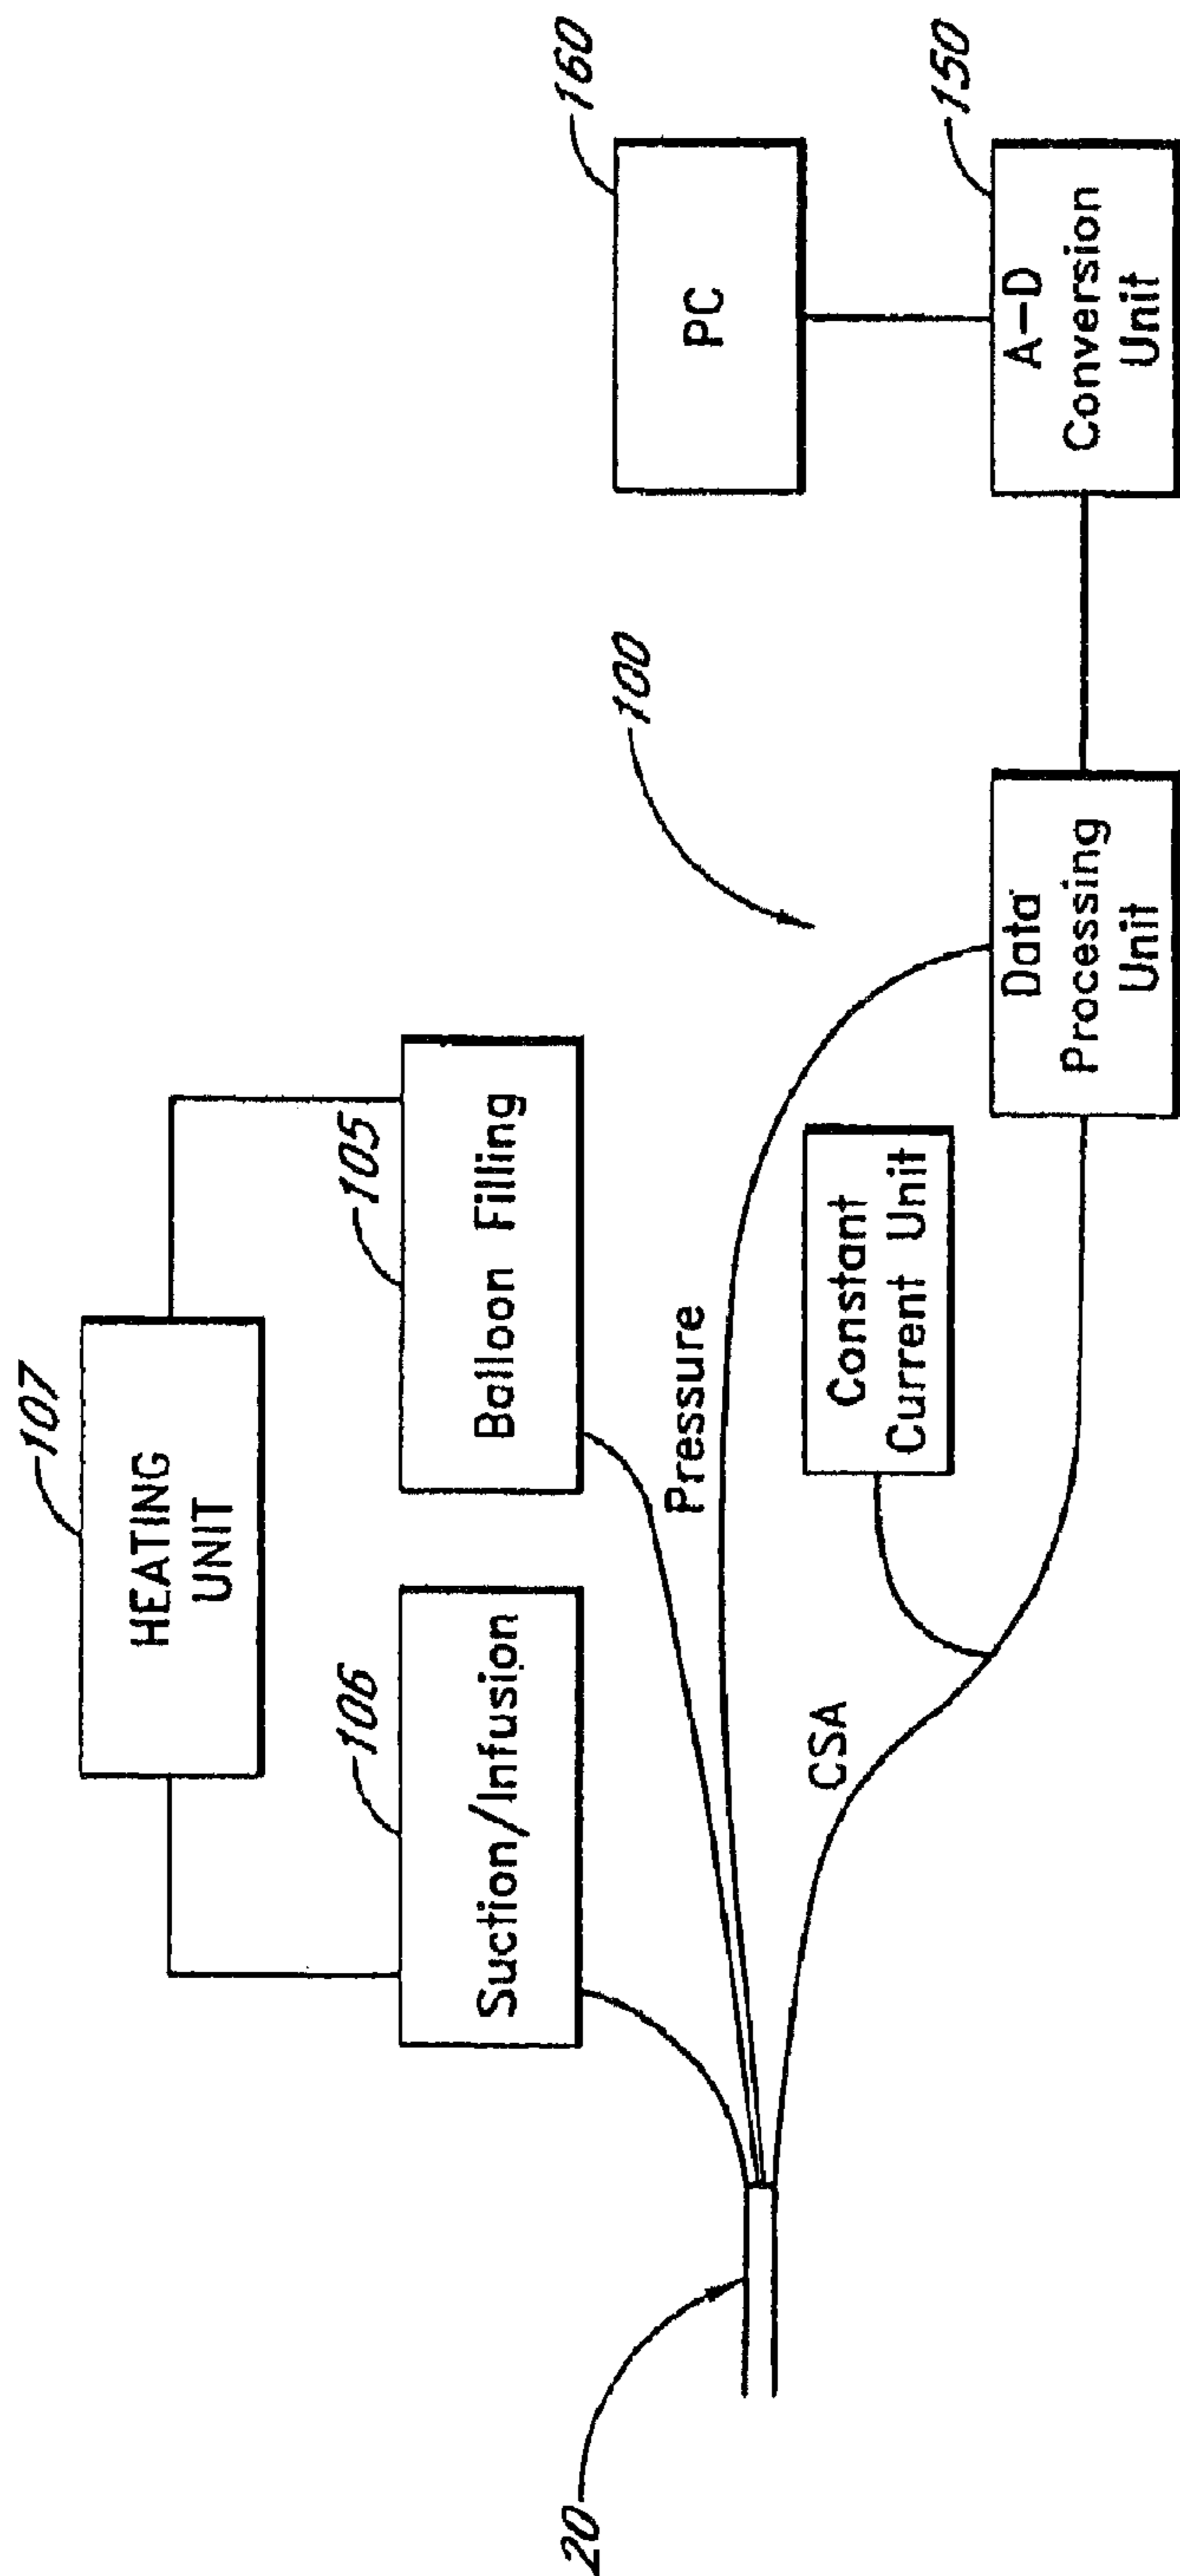 107
HEATING
UNIT
106
Suction/Infusion
105
Balloon Filling
160
PC
Pressure
100
Constant
Current Unit
CSA
20
Data
Processing
Unit
150
A-D
Conversion
Unit